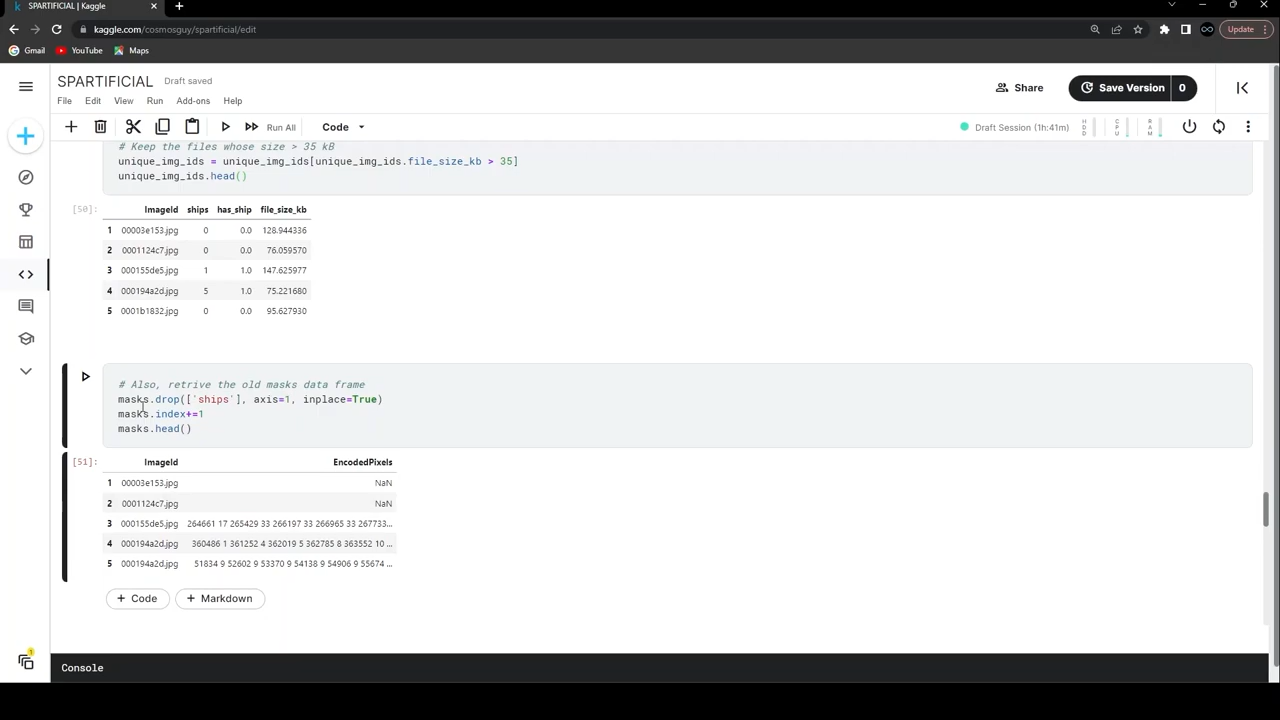 SPARTIFICIAL | Kaggle
kaggle.com/cosmosguy/spartificial/edit
Update
Gmail YouTube Maps
SPARTIFICIAL Draft saved
File Edit View Run Add-ons Help
Share
Save Version 0
Run All Code
Draft Session (1h:41m)
HDD CPU RAM
# Keep the files whose size > 35 kB
unique_img_ids = unique_img_ids[unique_img_ids.file_size_kb > 35]
unique_img_ids.head()
[50]:
ImageId ships has_ship file_size_kb
1 00003e153.jpg 0 0.0 128.944336
2 0001124c7.jpg 0 0.0 76.059570
3 000155de5.jpg 1 1.0 147.625977
4 000194a2d.jpg 5 1.0 75.221680
5 0001b1832.jpg 0 0.0 95.627930
# Also, retrive the old masks data frame
masks.drop(['ships'], axis=1, inplace=True)
masks.index+=1
masks.head()
[51]:
ImageId EncodedPixels
1 00003e153.jpg NaN
2 0001124c7.jpg NaN
3 000155de5.jpg 264661 17 265429 33 266197 33 266965 33 267733...
4 000194a2d.jpg 360486 1 361252 4 362019 5 362785 8 363552 10 ...
5 000194a2d.jpg 51834 9 52602 9 53370 9 54138 9 54906 9 55674 ...
+ Code + Markdown
1
Console